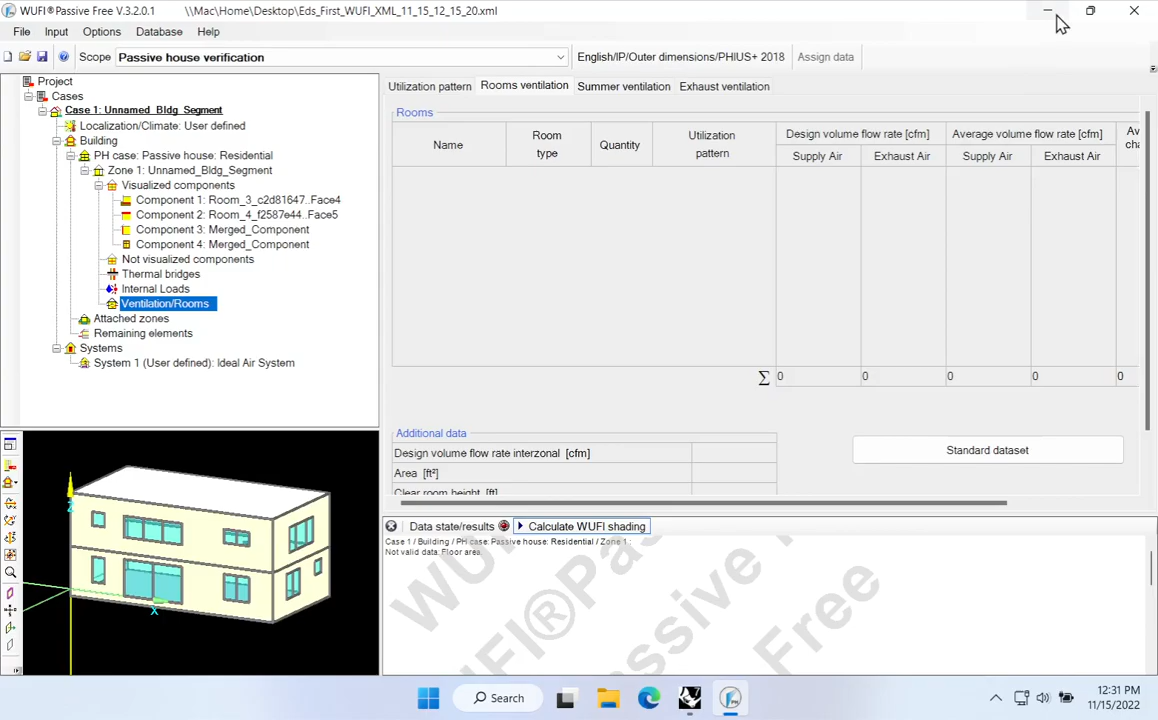 WUFI®Passive Free V.3.2.0.1 \\Mac\Home\Desktop\Eds_First_WUFI_XML_11_15_12_15_20.xml
File Input Options Database Help
Scope Passive house verification English/IP/Outer dimensions/PHIUS+ 2018 Assign data
Project
Cases
Case 1: Unnamed_Bldg_Segment
Localization/Climate: User defined
Building
PH case: Passive house: Residential
Zone 1: Unnamed_Bldg_Segment
Visualized components
Component 1: Room_3_c2d81647..Face4
Component 2: Room_4_f2587e44..Face5
Component 3: Merged_Component
Component 4: Merged_Component
Not visualized components
Thermal bridges
Internal Loads
Ventilation/Rooms
Attached zones
Remaining elements
Systems
System 1 (User defined): Ideal Air System
Utilization pattern Rooms ventilation Summer ventilation Exhaust ventilation
Rooms
Name Room type Quantity Utilization pattern Design volume flow rate [cfm] Average volume flow rate [cfm] Av cha
Supply Air Exhaust Air Supply Air Exhaust Air
Σ 0 0 0 0 0
Additional data
Design volume flow rate interzonal [cfm]
Area [ft²]
Clear room height [ft]
Standard dataset
Data state/results Calculate WUFI shading
Case 1 / Building / PH case: Passive house: Residential / Zone 1:
Not valid data: Floor area
WUFI®Passive Free
Passive
Free
Z
X
Search
12:31 PM
11/15/2022